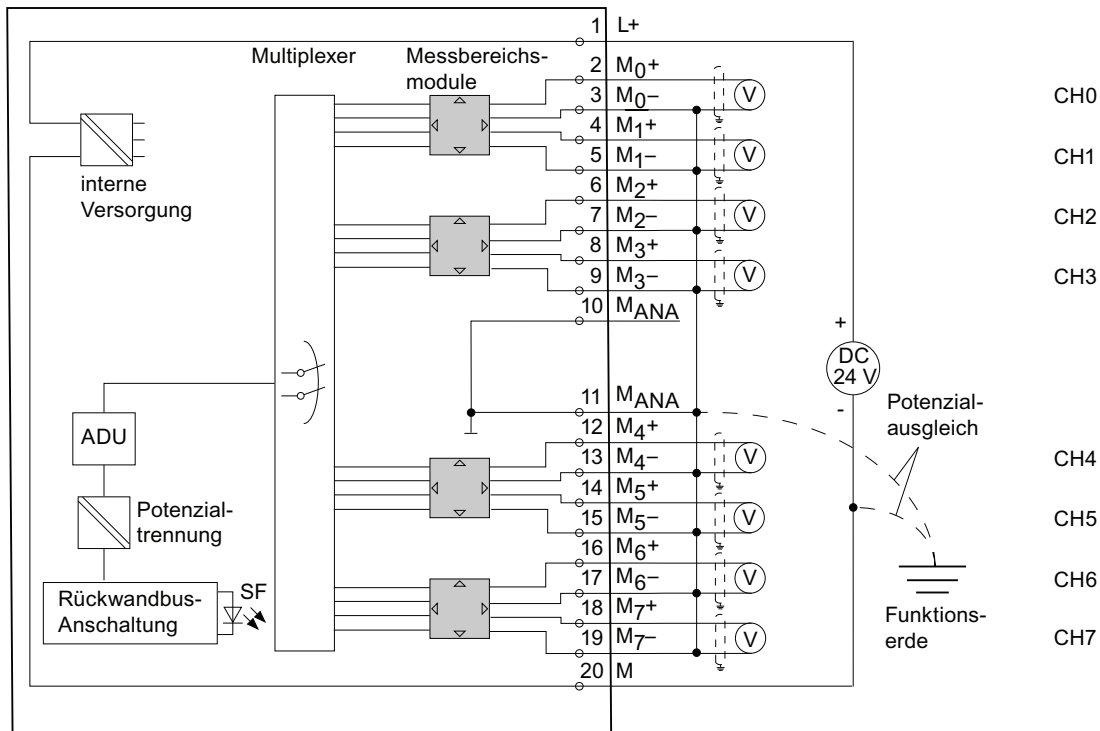 1 L+
Multiplexer
Messbereichs-
module
2 M0+
3 M0−
V
CH0
4 M1+
5 M1−
V
CH1
interne
Versorgung
6 M2+
7 M2−
V
CH2
8 M3+
9 M3−
V
CH3
10 MANA
+
DC
24 V
-
11 MANA
Potenzial-
ausgleich
ADU
12 M4+
13 M4−
V
CH4
14 M5+
15 M5−
V
CH5
Potenzial-
trennung
16 M6+
17 M6−
V
CH6
Rückwandbus-
Anschaltung
SF
18 M7+
19 M7−
V
CH7
Funktions-
erde
20 M